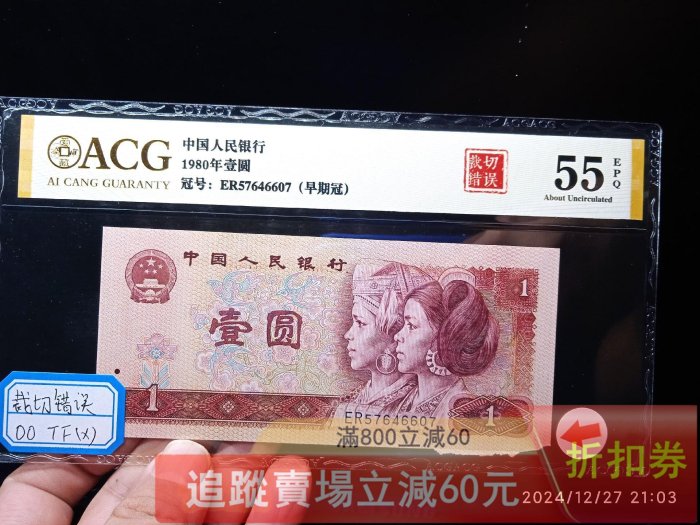 ACG
AI CANG GUARANTY
中国人民银行
1980年壹圆
冠号：ER57646607（早期冠）
裁切
错误
55
EPQ
About Uncirculated
中国人民银行
壹圆
1
1
1
ER57646607
裁切错误
00 TF(X)
滿800立減60
折扣券
追蹤賣場立減60元
2024/12/27 21:03